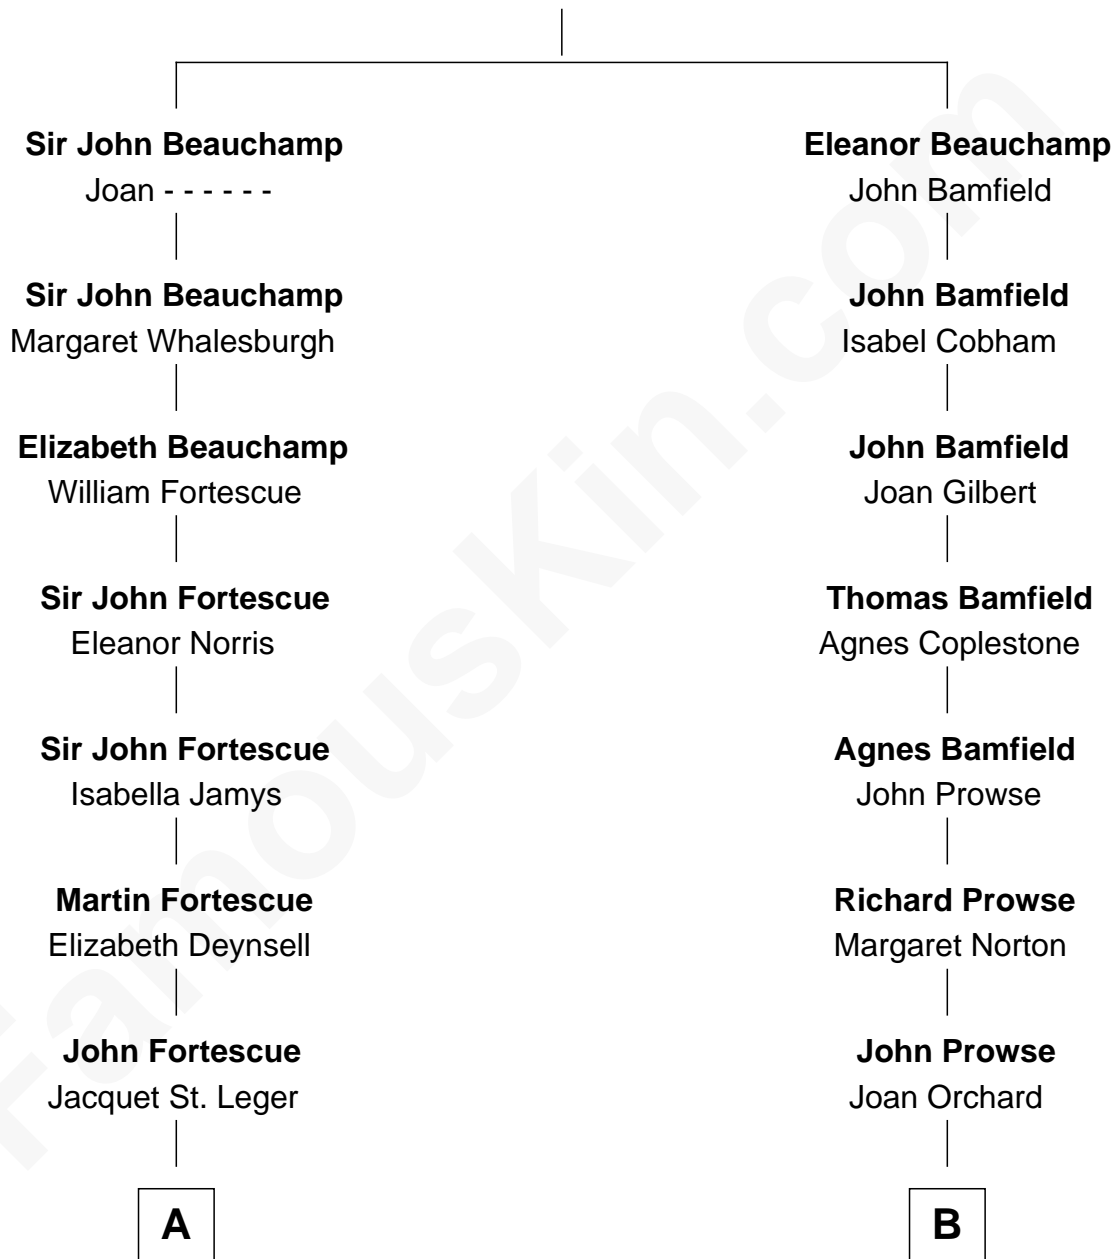 Sir John Beauchamp
Joan - - - - - -
Eleanor Beauchamp
John Bamfield
Sir John Beauchamp
Margaret Whalesburgh
John Bamfield
Isabel Cobham
Elizabeth Beauchamp
William Fortescue
John Bamfield
Joan Gilbert
Sir John Fortescue
Eleanor Norris
Thomas Bamfield
Agnes Coplestone
Sir John Fortescue
Isabella Jamys
Agnes Bamfield
John Prowse
Martin Fortescue
Elizabeth Deynsell
Richard Prowse
Margaret Norton
John Fortescue
Jacquet St. Leger
John Prowse
Joan Orchard
A
B
FamousKin.com